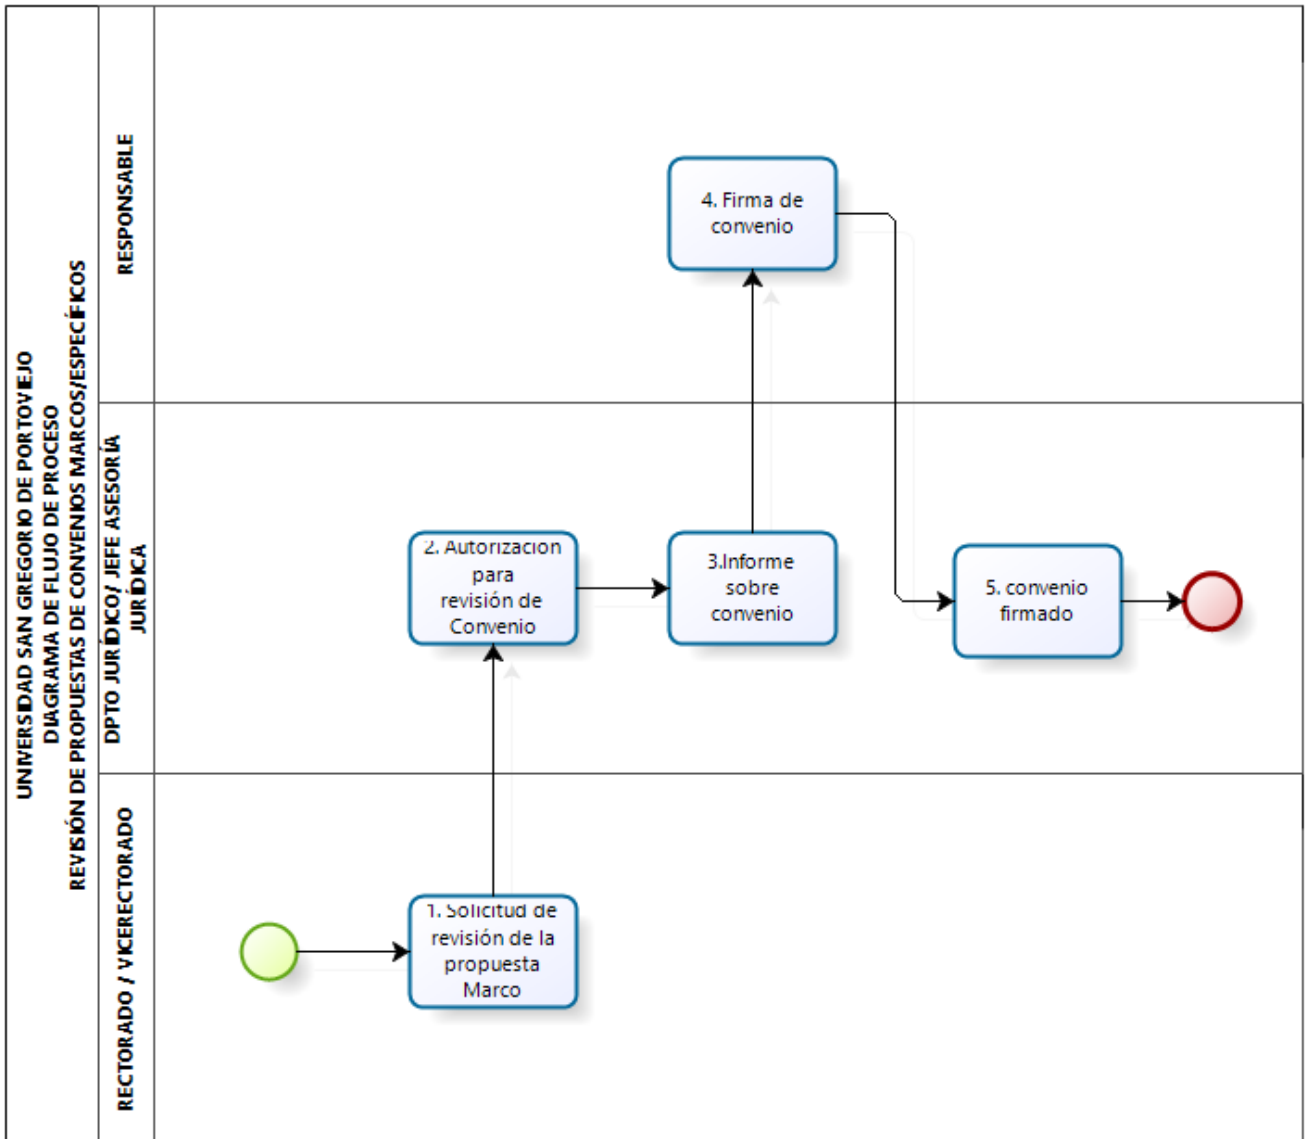 UNIVERSIDAD SAN GREGORIO DE PORTOVIEJO
DIAGRAMA DE FLUJO DE PROCESO
REVISIÓN DE PROPUESTAS DE CONVENIOS MARCOS/ESPECÍFICOS
RESPONSABLE
4. Firma de
convenio
DPTO JURÍDICO/ JEFE ASESORÍA
JURÍDICA
2. Autorización
para
revisión de
Convenio
3.Informe
sobre
convenio
5. convenio
firmado
RECTORADO / VICERECTORADO
1. Solicitud de
revisión de la
propuesta
Marco